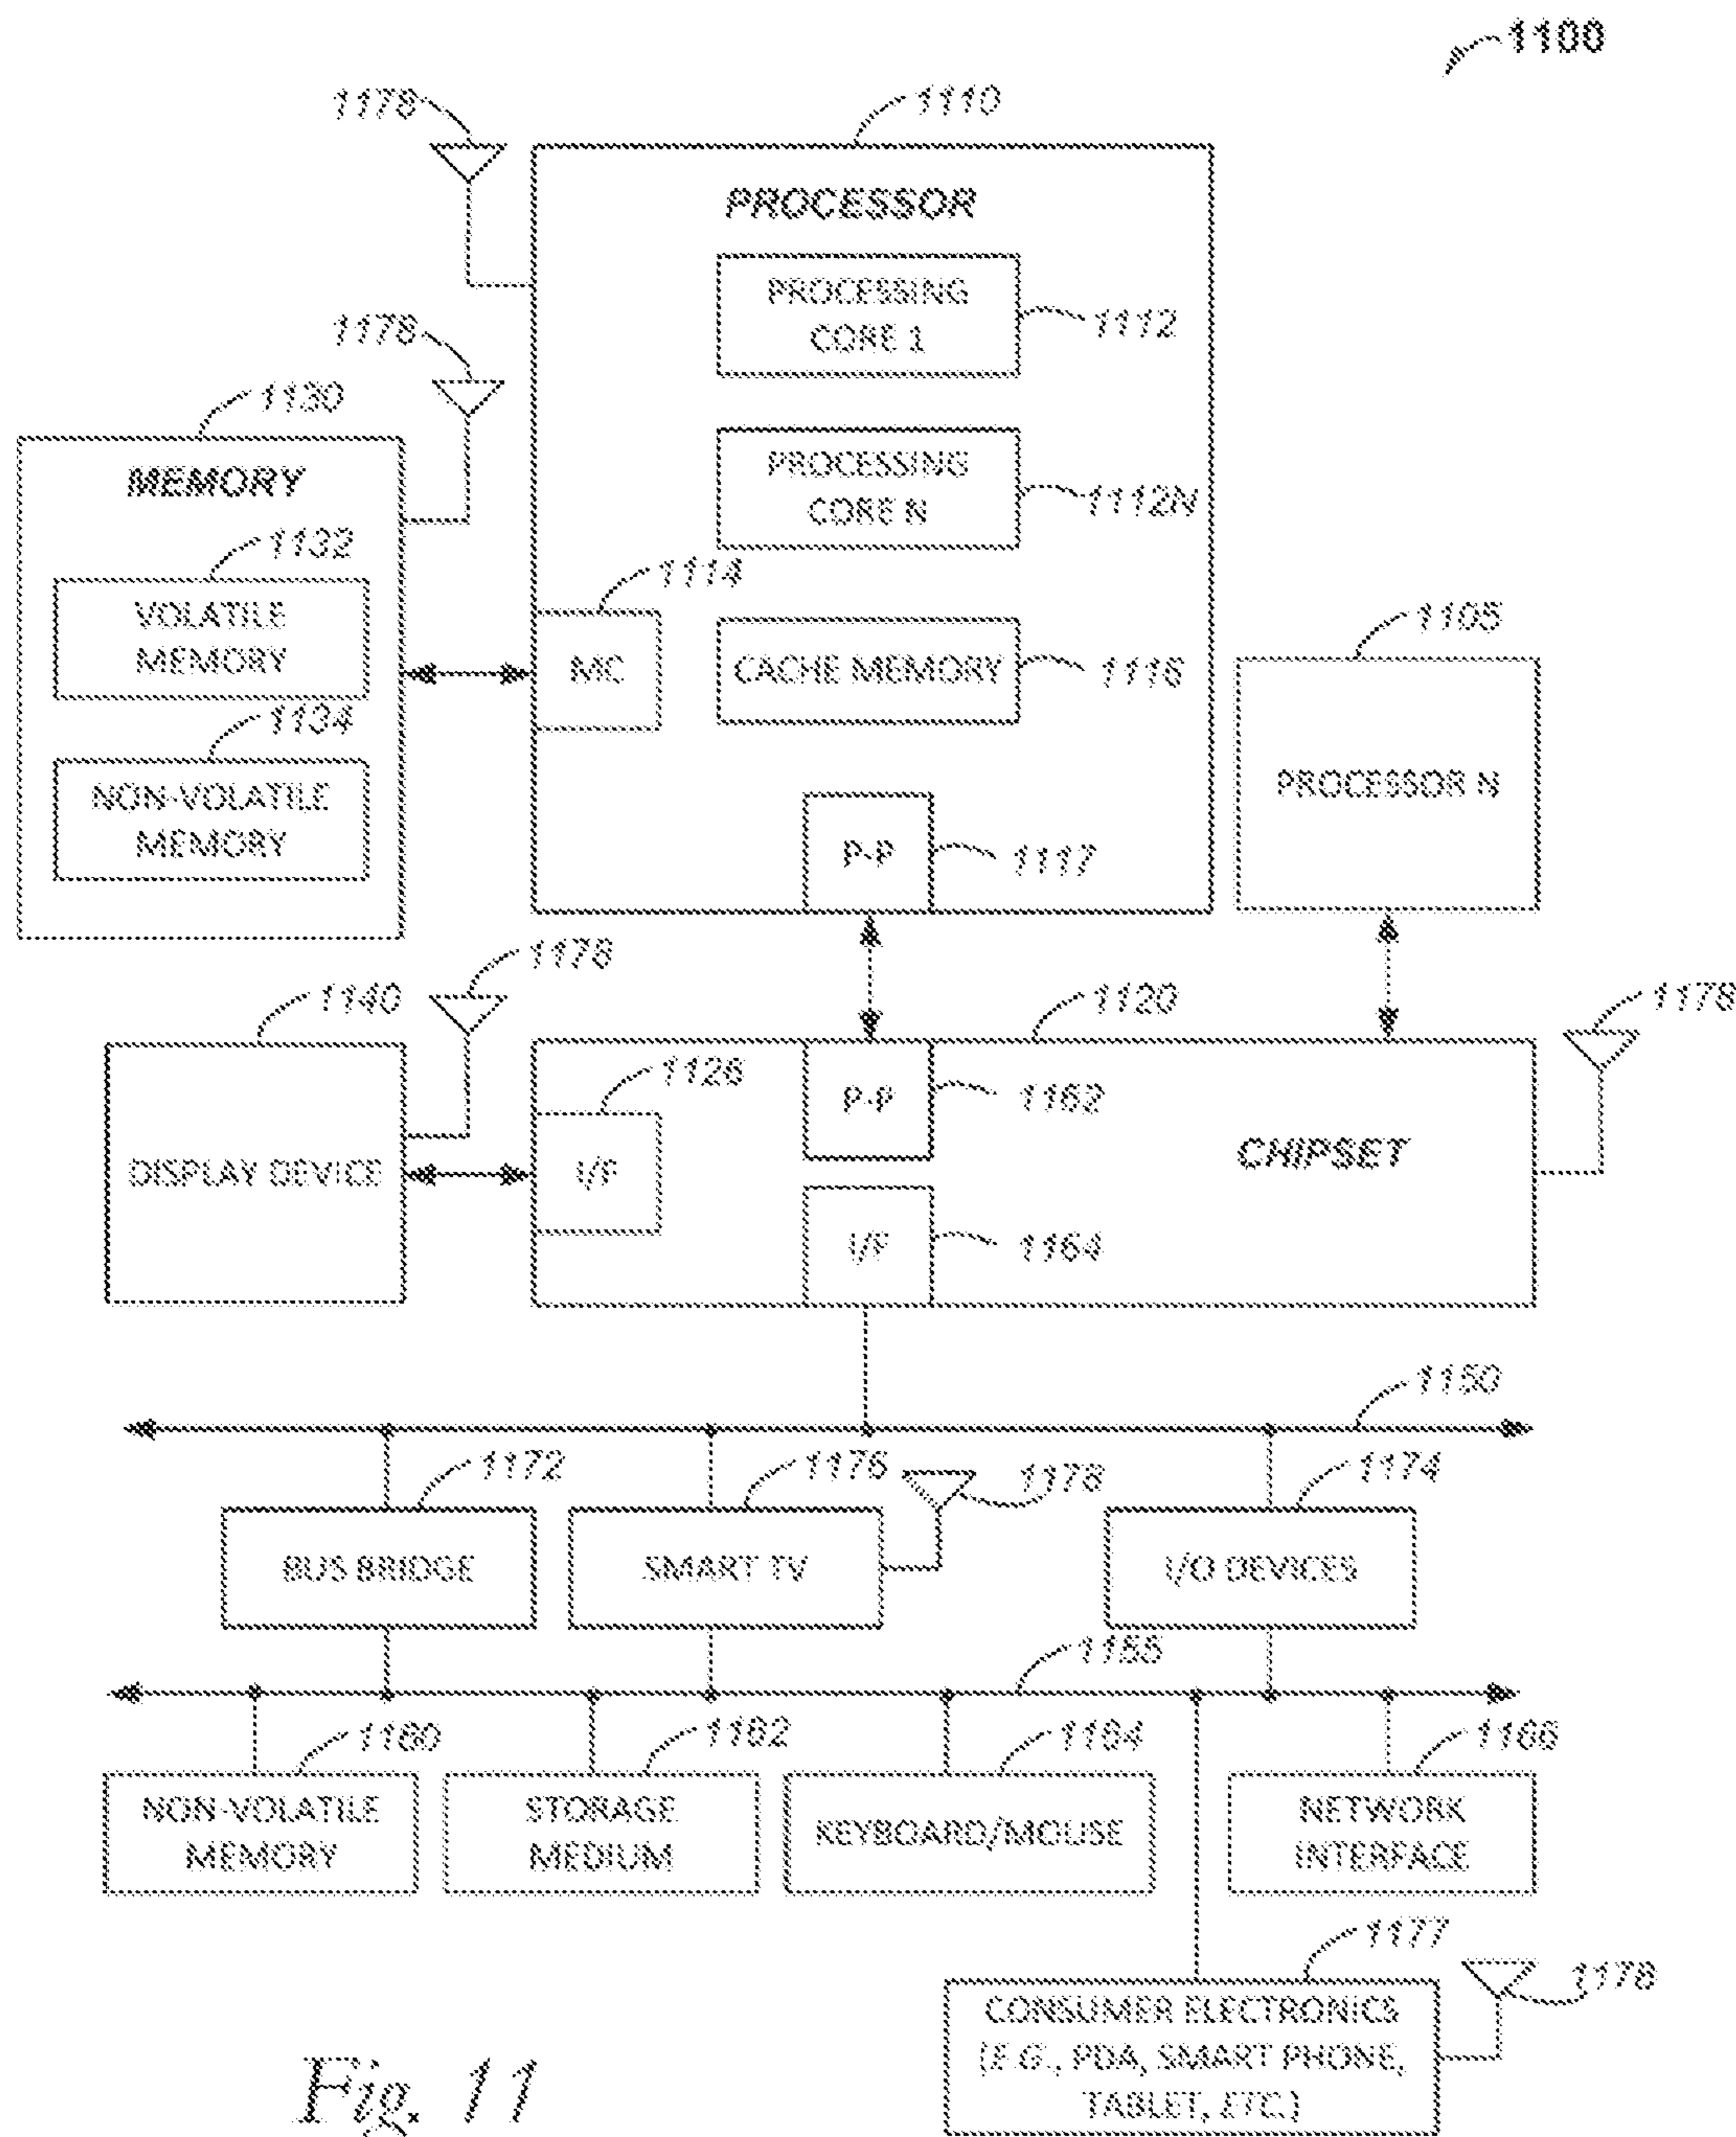 1100
1178
1110
PROCESSOR
PROCESSING
CORE 1
1112
1178
1130
MEMORY
PROCESSING
CORE N
1112N
1132
VOLATILE
MEMORY
1114
MC
CACHE MEMORY
1116
1105
1134
NON-VOLATILE
MEMORY
PROCESSOR N
P-P
1117
1178
1140
1120
1178
1126
P-P
1162
DISPLAY DEVICE
I/F
CHIPSET
I/F
1164
1150
1172
1176
1178
1174
BUS BRIDGE
SMART TV
I/O DEVICES
1155
1160
1162
1164
1166
NON-VOLATILE
MEMORY
STORAGE
MEDIUM
KEYBOARD/MOUSE
NETWORK
INTERFACE
1177
1178
CONSUMER ELECTRONICS
(E.G., PDA, SMART PHONE,
TABLET, ETC.)
Fig. 11